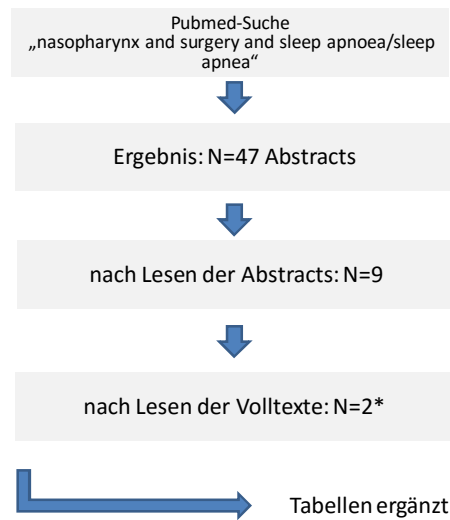 Pubmed-Suche
„nasopharynx and surgery and sleep apnoea/sleep
apnea“
Ergebnis: N=47 Abstracts
nach Lesen der Abstracts: N=9
nach Lesen der Volltexte: N=2*
Tabellen ergänzt